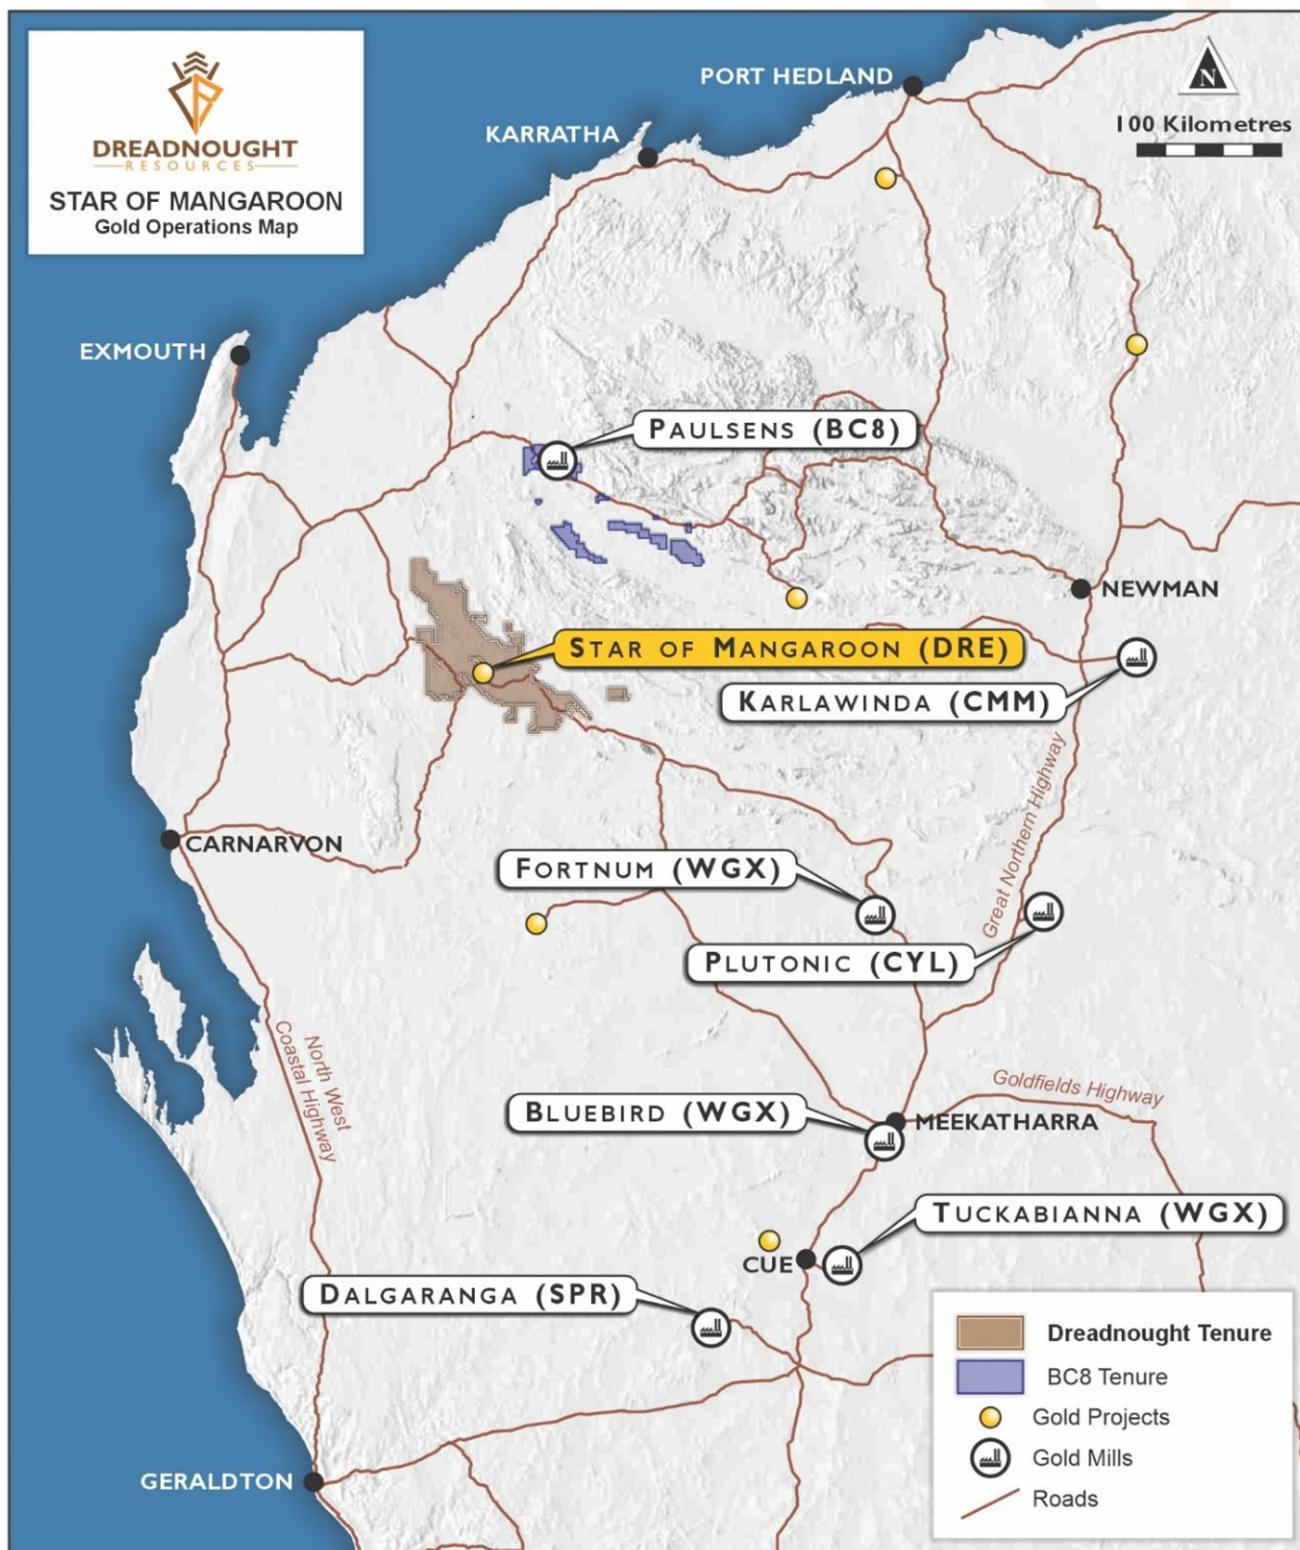 DREADNOUGHT
RESOURCES
STAR OF MANGAROON
Gold Operations Map
PORT HEDLAND
N
100 Kilometres
KARRATHA
EXMOUTH
PAULSENS (BC8)
NEWMAN
STAR OF MANGAROON (DRE)
KARLAWINDA (CMM)
Great Northern Highway
CARNARVON
FORTNUM (WGX)
PLUTONIC (CYL)
North West
Coastal Highway
Goldfields Highway
BLUEBIRD (WGX)
MEEKATHARRA
TUCKABIANNA (WGX)
CUE
DALGARANGA (SPR)
Dreadnought Tenure
BC8 Tenure
Gold Projects
Gold Mills
Roads
GERALDTON